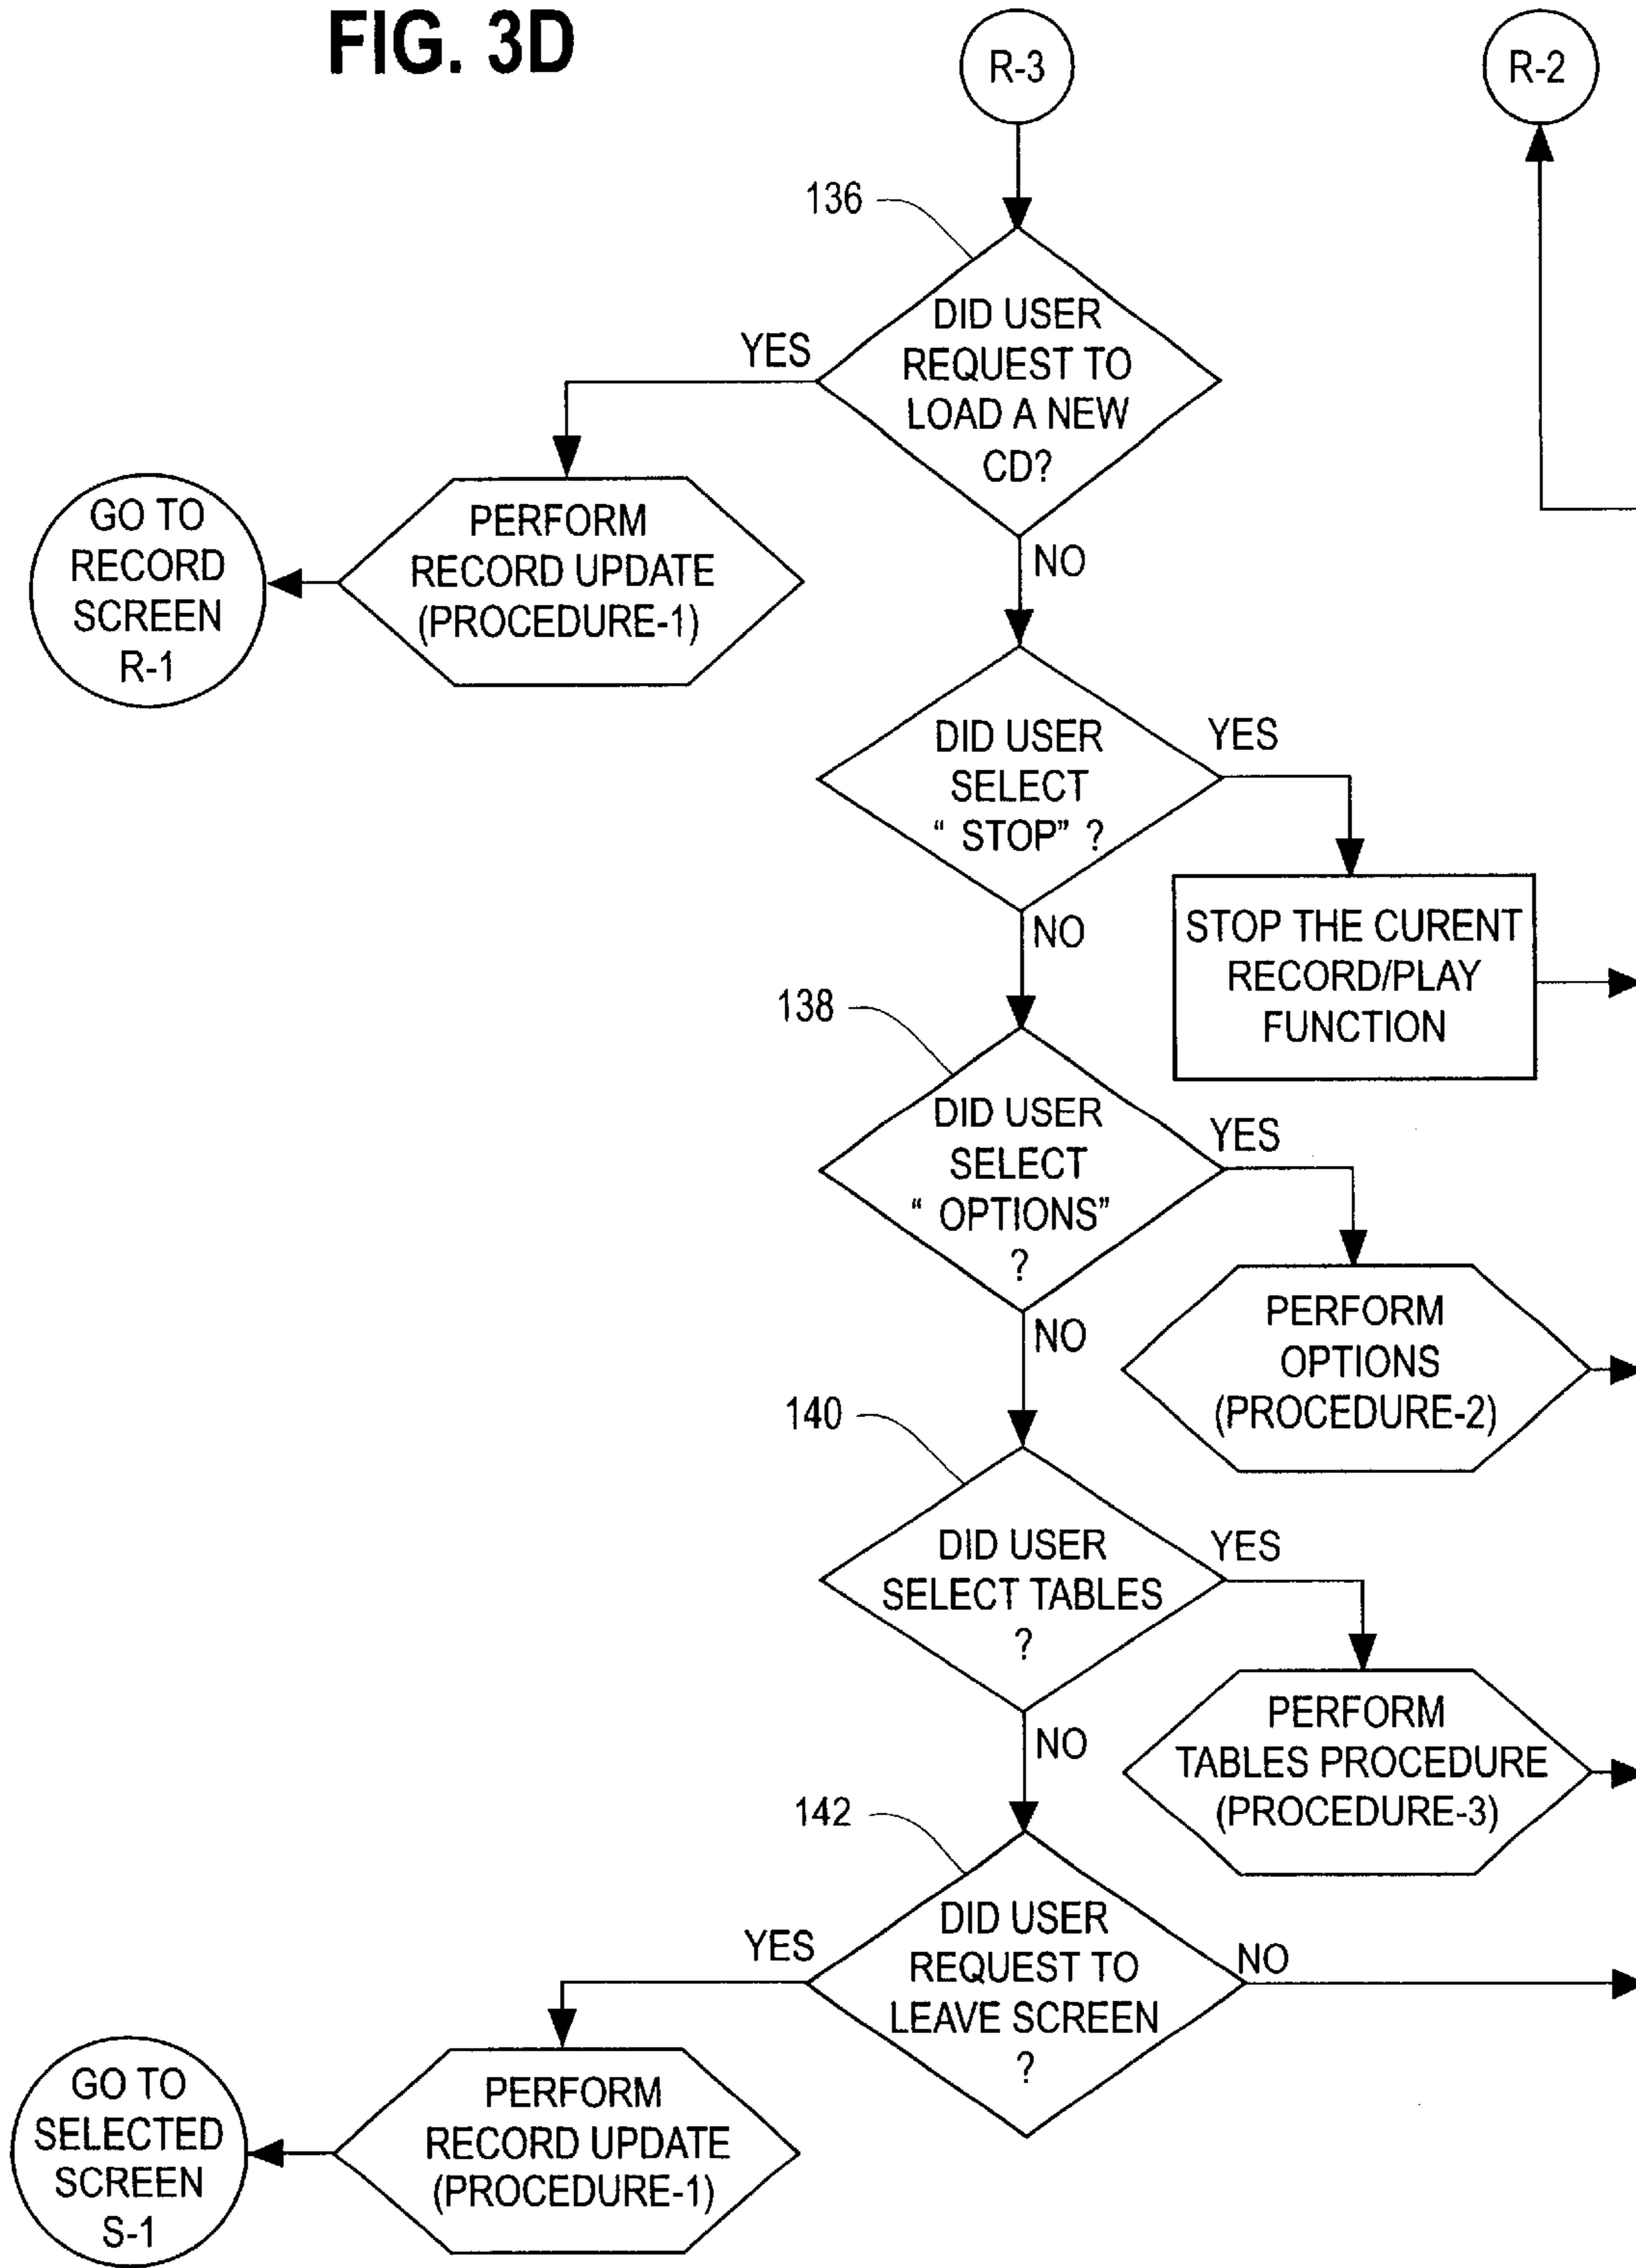 FIG. 3D
R-3
R-2
136
DID USER
REQUEST TO
LOAD A NEW
CD?
YES
NO
PERFORM
RECORD UPDATE
(PROCEDURE-1)
GO TO
RECORD
SCREEN
R-1
DID USER
SELECT
“ STOP” ?
YES
NO
STOP THE CURENT
RECORD/PLAY
FUNCTION
138
DID USER
SELECT
“ OPTIONS”
?
YES
NO
PERFORM
OPTIONS
(PROCEDURE-2)
140
DID USER
SELECT TABLES
?
YES
NO
PERFORM
TABLES PROCEDURE
(PROCEDURE-3)
142
DID USER
REQUEST TO
LEAVE SCREEN
?
YES
NO
PERFORM
RECORD UPDATE
(PROCEDURE-1)
GO TO
SELECTED
SCREEN
S-1